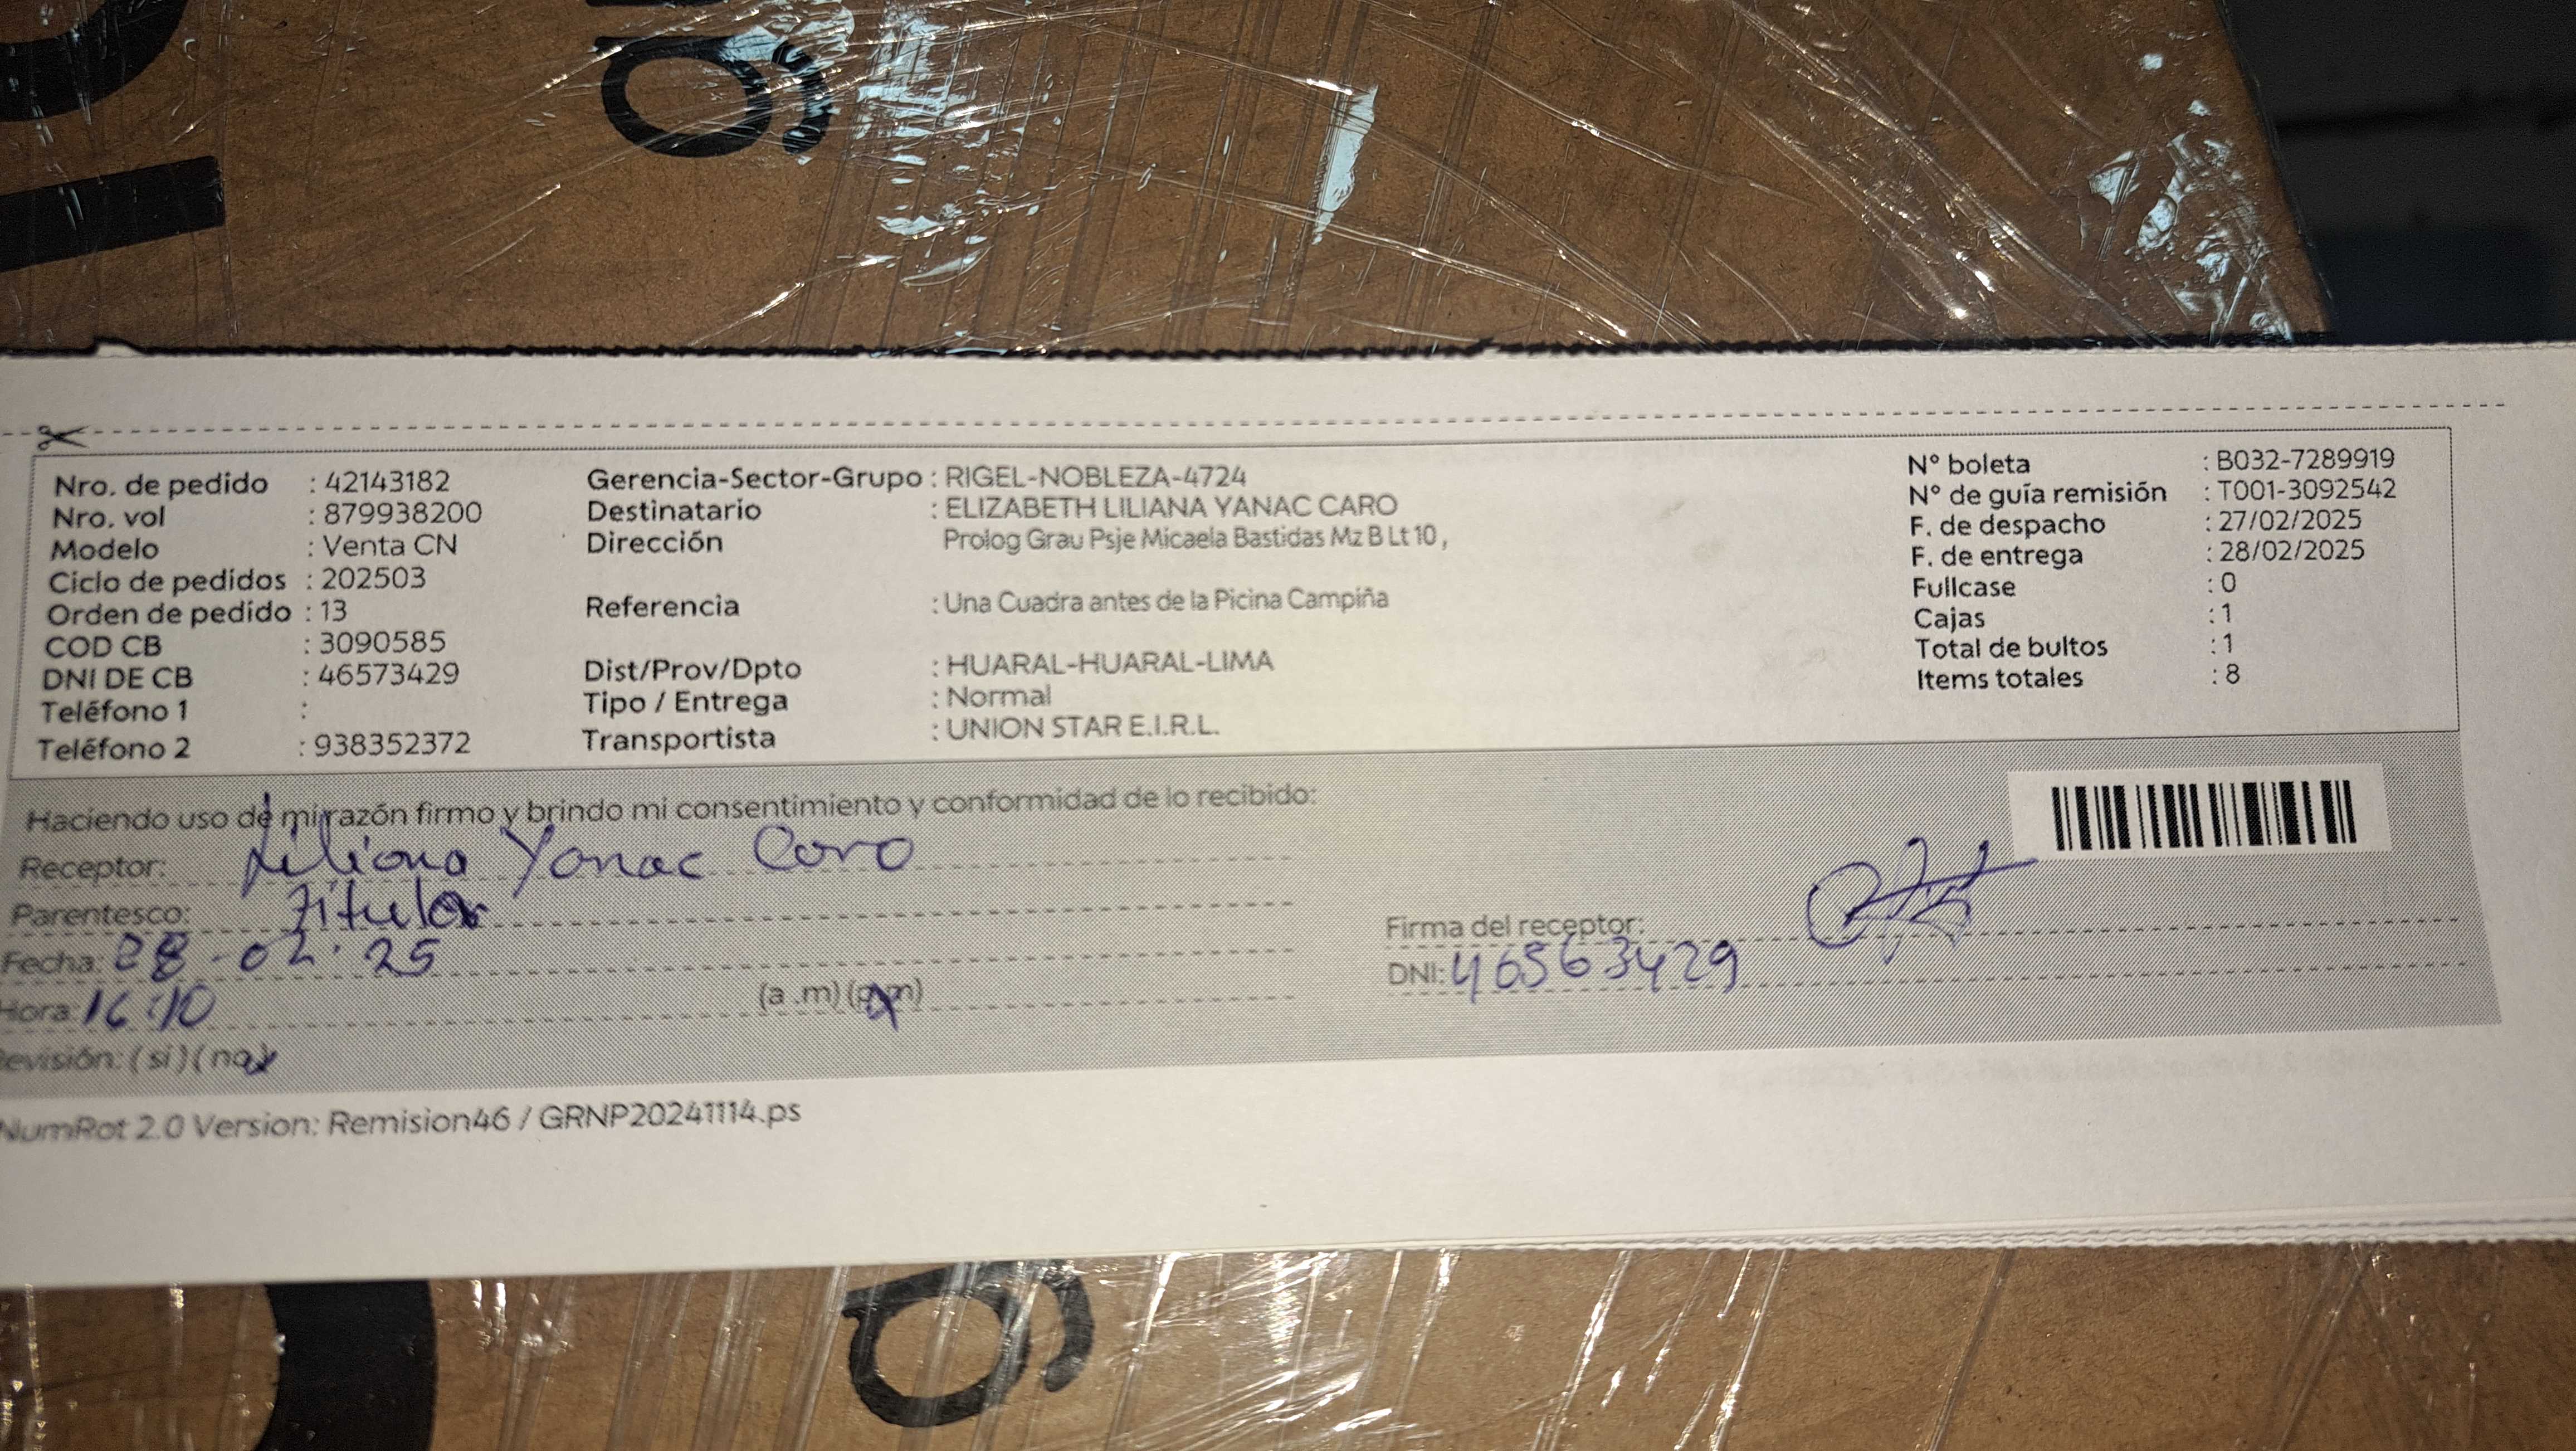 Nro. de pedido : 42143182
Nro. vol : 879938200
Modelo : Venta CN
Ciclo de pedidos : 202503
Orden de pedido : 13
COD CB : 3090585
DNI DE CB : 46573429
Teléfono 1 :
Teléfono 2 : 938352372
Gerencia-Sector-Grupo : RIGEL-NOBLEZA-4724
Destinatario : ELIZABETH LILIANA YANAC CARO
Dirección Prolog Grau Psje Micaela Bastidas Mz B Lt 10 ,
Referencia : Una Cuadra antes de la Picina Campiña
Dist/Prov/Dpto : HUARAL-HUARAL-LIMA
Tipo / Entrega : Normal
Transportista : UNION STAR E.I.R.L.
N° boleta : B032-7289919
N° de guía remisión : T001-3092542
F. de despacho : 27/02/2025
F. de entrega : 28/02/2025
Fullcase : 0
Cajas : 1
Total de bultos : 1
Items totales : 8
Haciendo uso de mi razón firmo y brindo mi consentimiento y conformidad de lo recibido:
Receptor: Liliana Yanac Caro
Parentesco: Titular
Fecha: 28-02-25
Hora: 16:10 (a .m) (p.m)
Revisión: ( si ) ( no )
Firma del receptor:
DNI: 46563429
NumRot 2.0 Version: Remision46 / GRNP20241114.ps